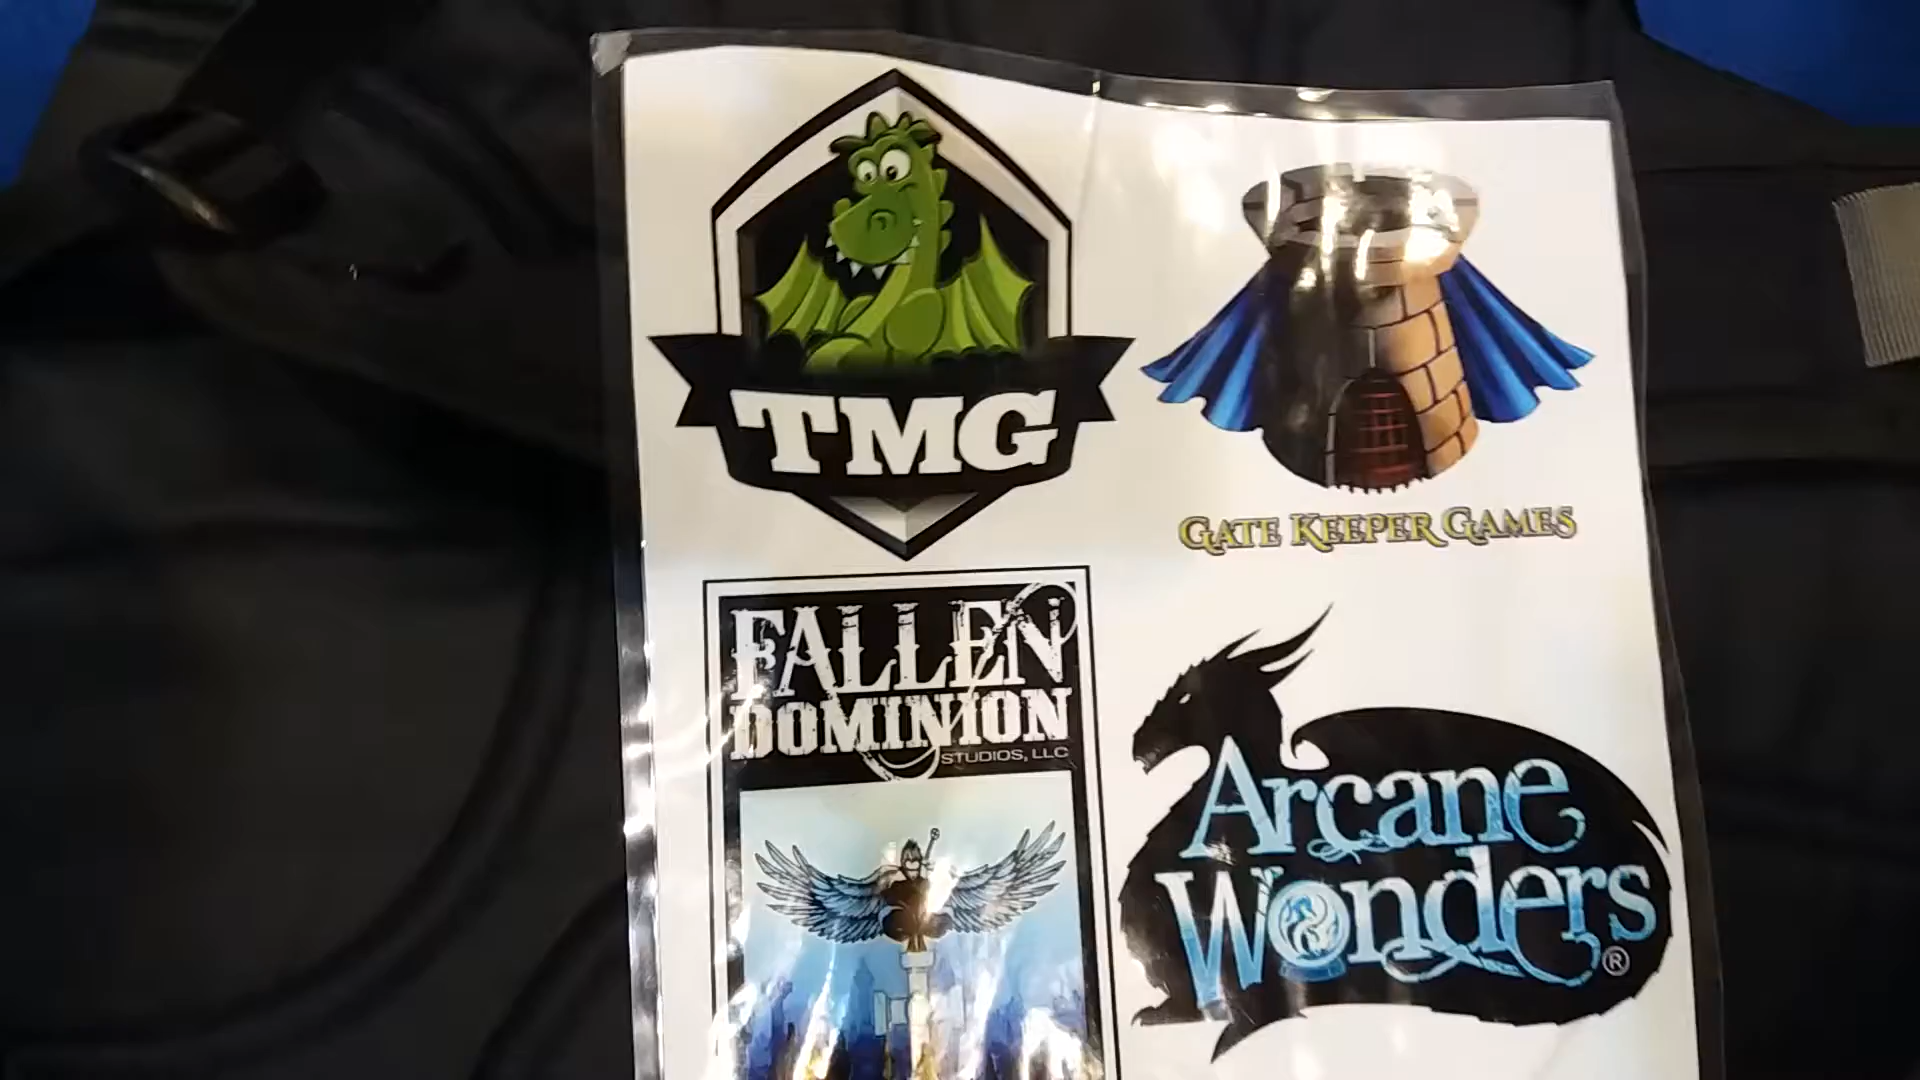 TMG
GATE KEEPER GAMES
FALLEN
DOMINION
STUDIOS, LLC
Arcane
Wonders®